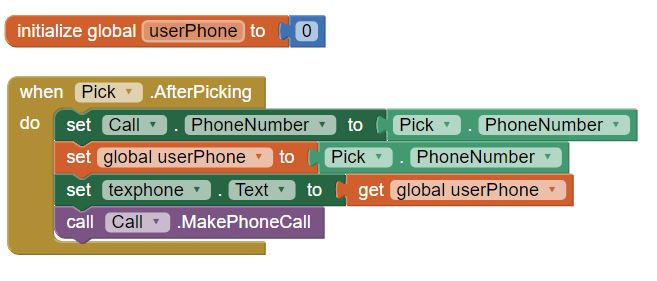 initialize global userPhone to 0
when Pick .AfterPicking
do set Call . PhoneNumber to Pick . PhoneNumber
set global userPhone to Pick . PhoneNumber
set texphone . Text to get global userPhone
call Call .MakePhoneCall